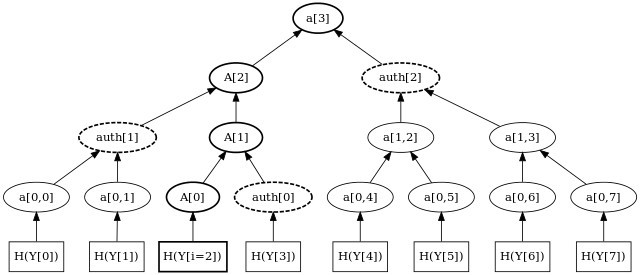 a[3]
A[2]
auth[2]
auth[1]
A[1]
a[1,2]
a[1,3]
a[0,0]
a[0,1]
A[0]
auth[0]
a[0,4]
a[0,5]
a[0,6]
a[0,7]
H(Y[0])
H(Y[1])
H(Y[i=2])
H(Y[3])
H(Y[4])
H(Y[5])
H(Y[6])
H(Y[7])